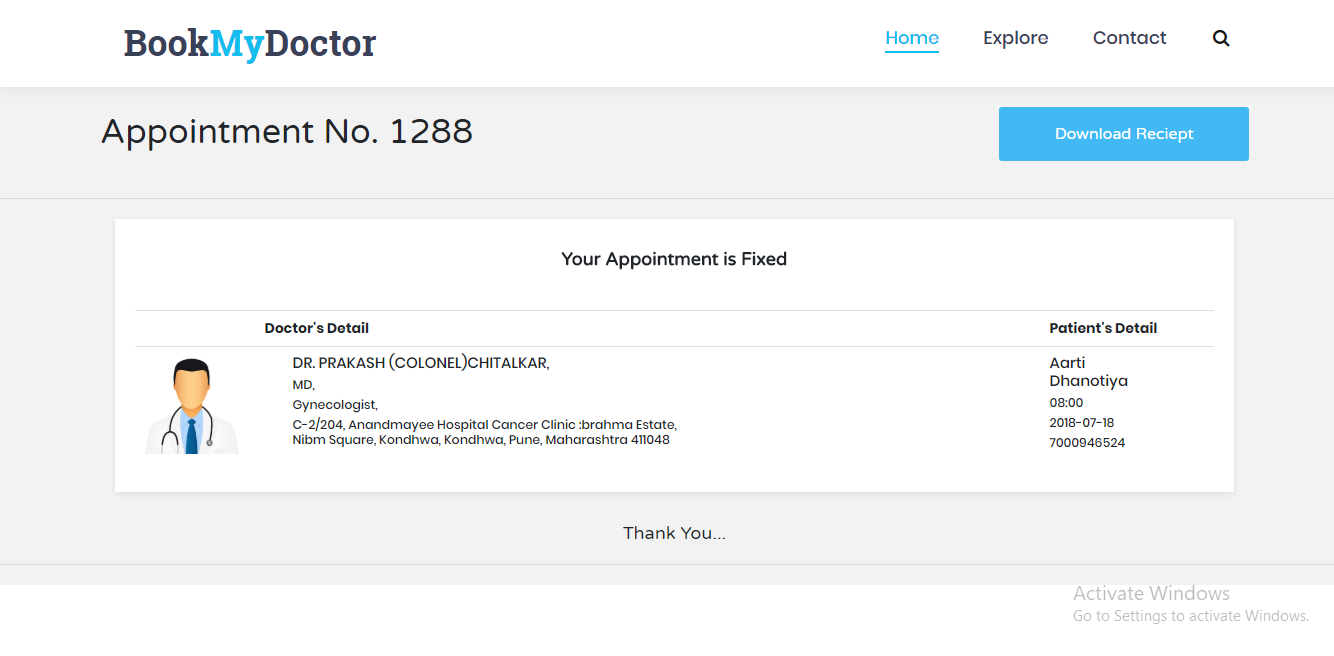 BookMyDoctor
Home Explore Contact
Appointment No. 1288
Download Reciept
Your Appointment is Fixed
Doctor's Detail Patient's Detail
DR. PRAKASH (COLONEL)CHITALKAR,
MD,
Gynecologist,
C-2/204, Anandmayee Hospital Cancer Clinic :brahma Estate,
Nibm Square, Kondhwa, Kondhwa, Pune, Maharashtra 411048
Aarti
Dhanotiya
08:00
2018-07-18
7000946524
Thank You...
Activate Windows
Go to Settings to activate Windows.